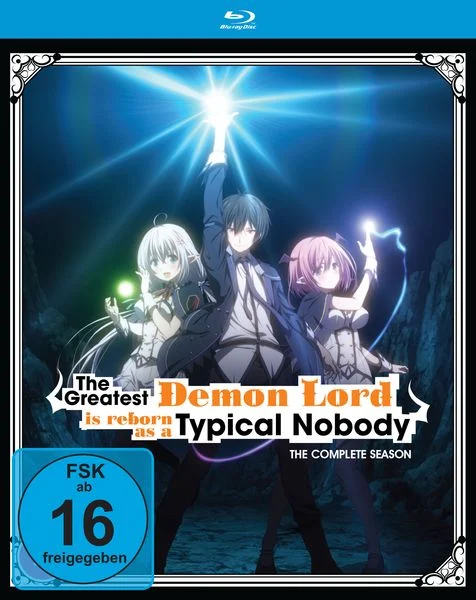 Blu-ray Disc
The
Greatest
Demon Lord
is reborn
as a
Typical Nobody
THE COMPLETE SEASON
FSK
ab
16
freigegeben